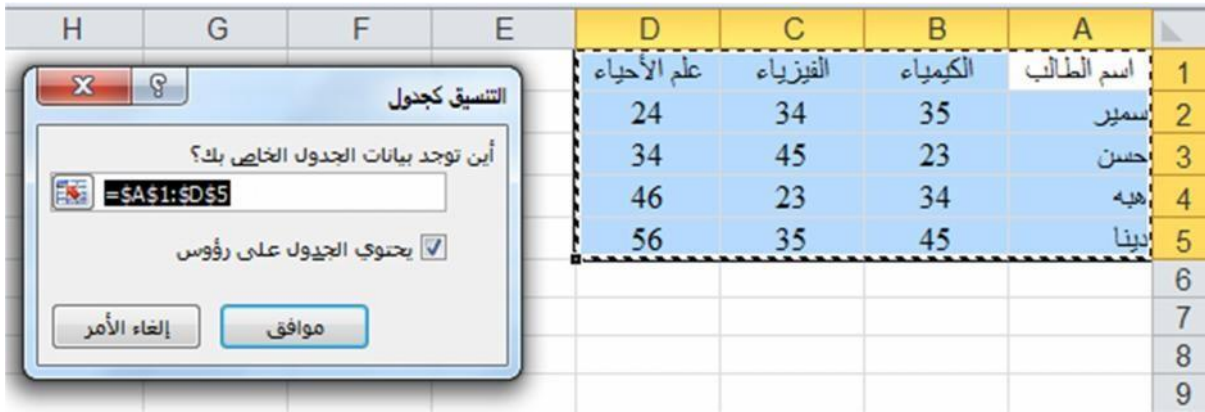 A B C D E F G H
1 اسم الطالب الكيمياء الفيزياء علم الأحياء
2 سمير 35 34 24
3 حسن 23 45 34
4 هبه 34 23 46
5 دينا 45 35 56
6
7
8
9
التنسيق كجدول
أين توجد بيانات الجدول الخاص بك؟
=$A$1:$D$5
يحتوي الجدول على رؤوس
موافق إلغاء الأمر